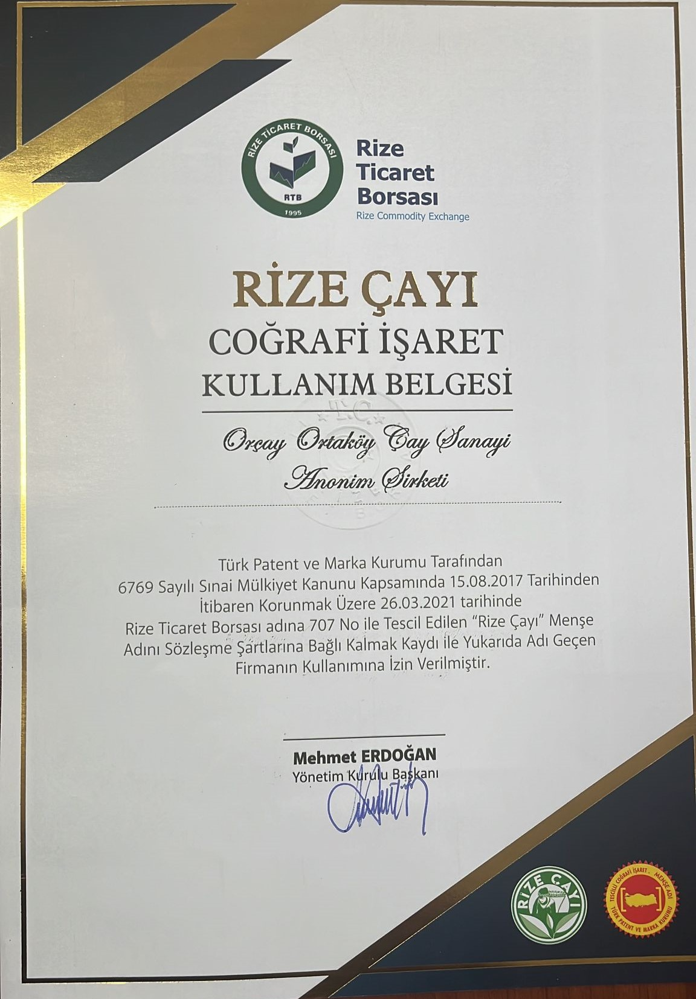 RİZE TİCARET BORSASI
RTB
1995
Rize
Ticaret
Borsası
Rize Commodity Exchange
RİZE ÇAYI
COĞRAFİ İŞARET
KULLANIM BELGESİ
T.C.
Orçay Ortaköy Çay Sanayi
Anonim Şirketi
Türk Patent ve Marka Kurumu Tarafından
6769 Sayılı Sınai Mülkiyet Kanunu Kapsamında 15.08.2017 Tarihinden
İtibaren Korunmak Üzere 26.03.2021 tarihinde
Rize Ticaret Borsası adına 707 No ile Tescil Edilen “Rize Çayı” Menşe
Adını Sözleşme Şartlarına Bağlı Kalmak Kaydı ile Yukarıda Adı Geçen
Firmanın Kullanımına İzin Verilmiştir.
Mehmet ERDOĞAN
Yönetim Kurulu Başkanı
RİZE ÇAYI
TESCİLLİ COĞRAFİ İŞARET . MENŞE ADI
TÜRK PATENT VE MARKA KURUMU